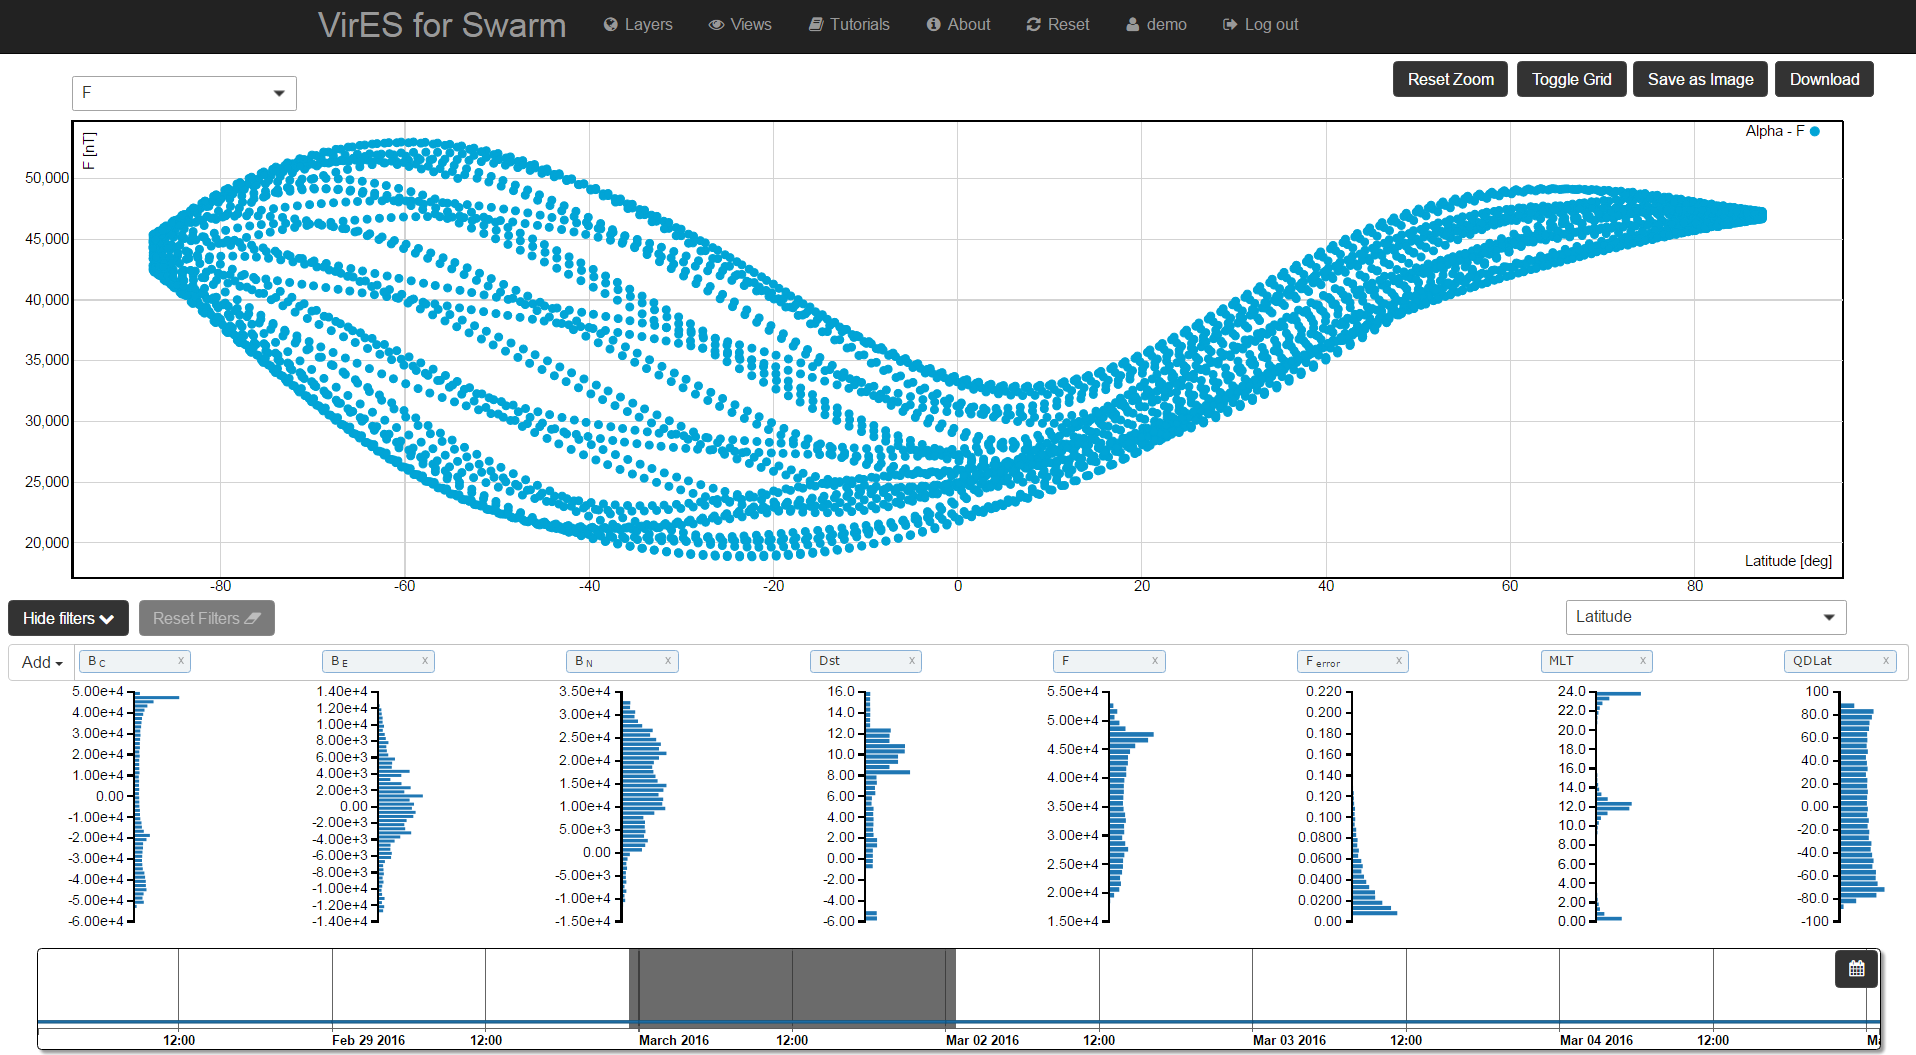 VirES for Swarm Layers Views Tutorials About Reset demo Log out
F
Reset Zoom Toggle Grid Save as Image Download
F [nT]
Alpha - F
50,000
45,000
40,000
35,000
30,000
25,000
20,000
Latitude [deg]
-80 -60 -40 -20 0 20 40 60 80
Hide filters Reset Filters
Latitude
Add
B C x
B E x
B N x
Dst x
F x
F error x
MLT x
QDLat x
5.00e+4
4.00e+4
3.00e+4
2.00e+4
1.00e+4
0.00
-1.00e+4
-2.00e+4
-3.00e+4
-4.00e+4
-5.00e+4
-6.00e+4
1.40e+4
1.20e+4
1.00e+4
8.00e+3
6.00e+3
4.00e+3
2.00e+3
0.00
-2.00e+3
-4.00e+3
-6.00e+3
-8.00e+3
-1.00e+4
-1.20e+4
-1.40e+4
3.50e+4
3.00e+4
2.50e+4
2.00e+4
1.50e+4
1.00e+4
5.00e+3
0.00
-5.00e+3
-1.00e+4
-1.50e+4
16.0
14.0
12.0
10.0
8.00
6.00
4.00
2.00
0.00
-2.00
-4.00
-6.00
5.50e+4
5.00e+4
4.50e+4
4.00e+4
3.50e+4
3.00e+4
2.50e+4
2.00e+4
1.50e+4
0.220
0.200
0.180
0.160
0.140
0.120
0.100
0.0800
0.0600
0.0400
0.0200
0.00
24.0
22.0
20.0
18.0
16.0
14.0
12.0
10.0
8.00
6.00
4.00
2.00
0.00
100
80.0
60.0
40.0
20.0
0.00
-20.0
-40.0
-60.0
-80.0
-100
12:00 Feb 29 2016 12:00 March 2016 12:00 Mar 02 2016 12:00 Mar 03 2016 12:00 Mar 04 2016 12:00